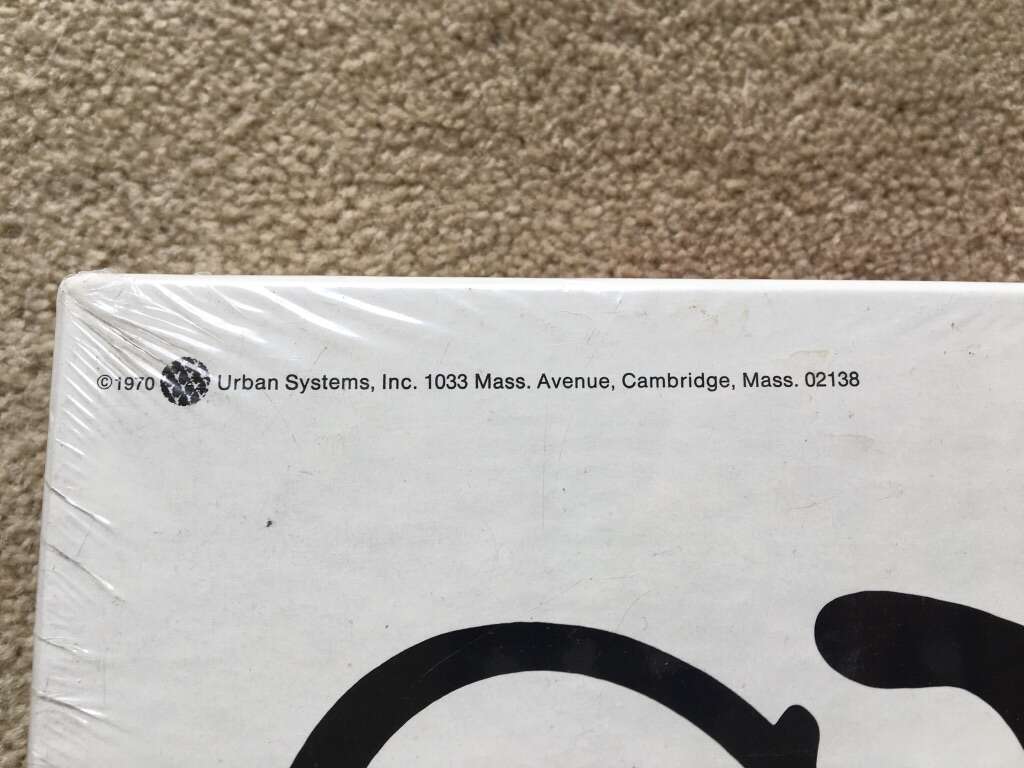 ©1970 Urban Systems, Inc. 1033 Mass. Avenue, Cambridge, Mass. 02138